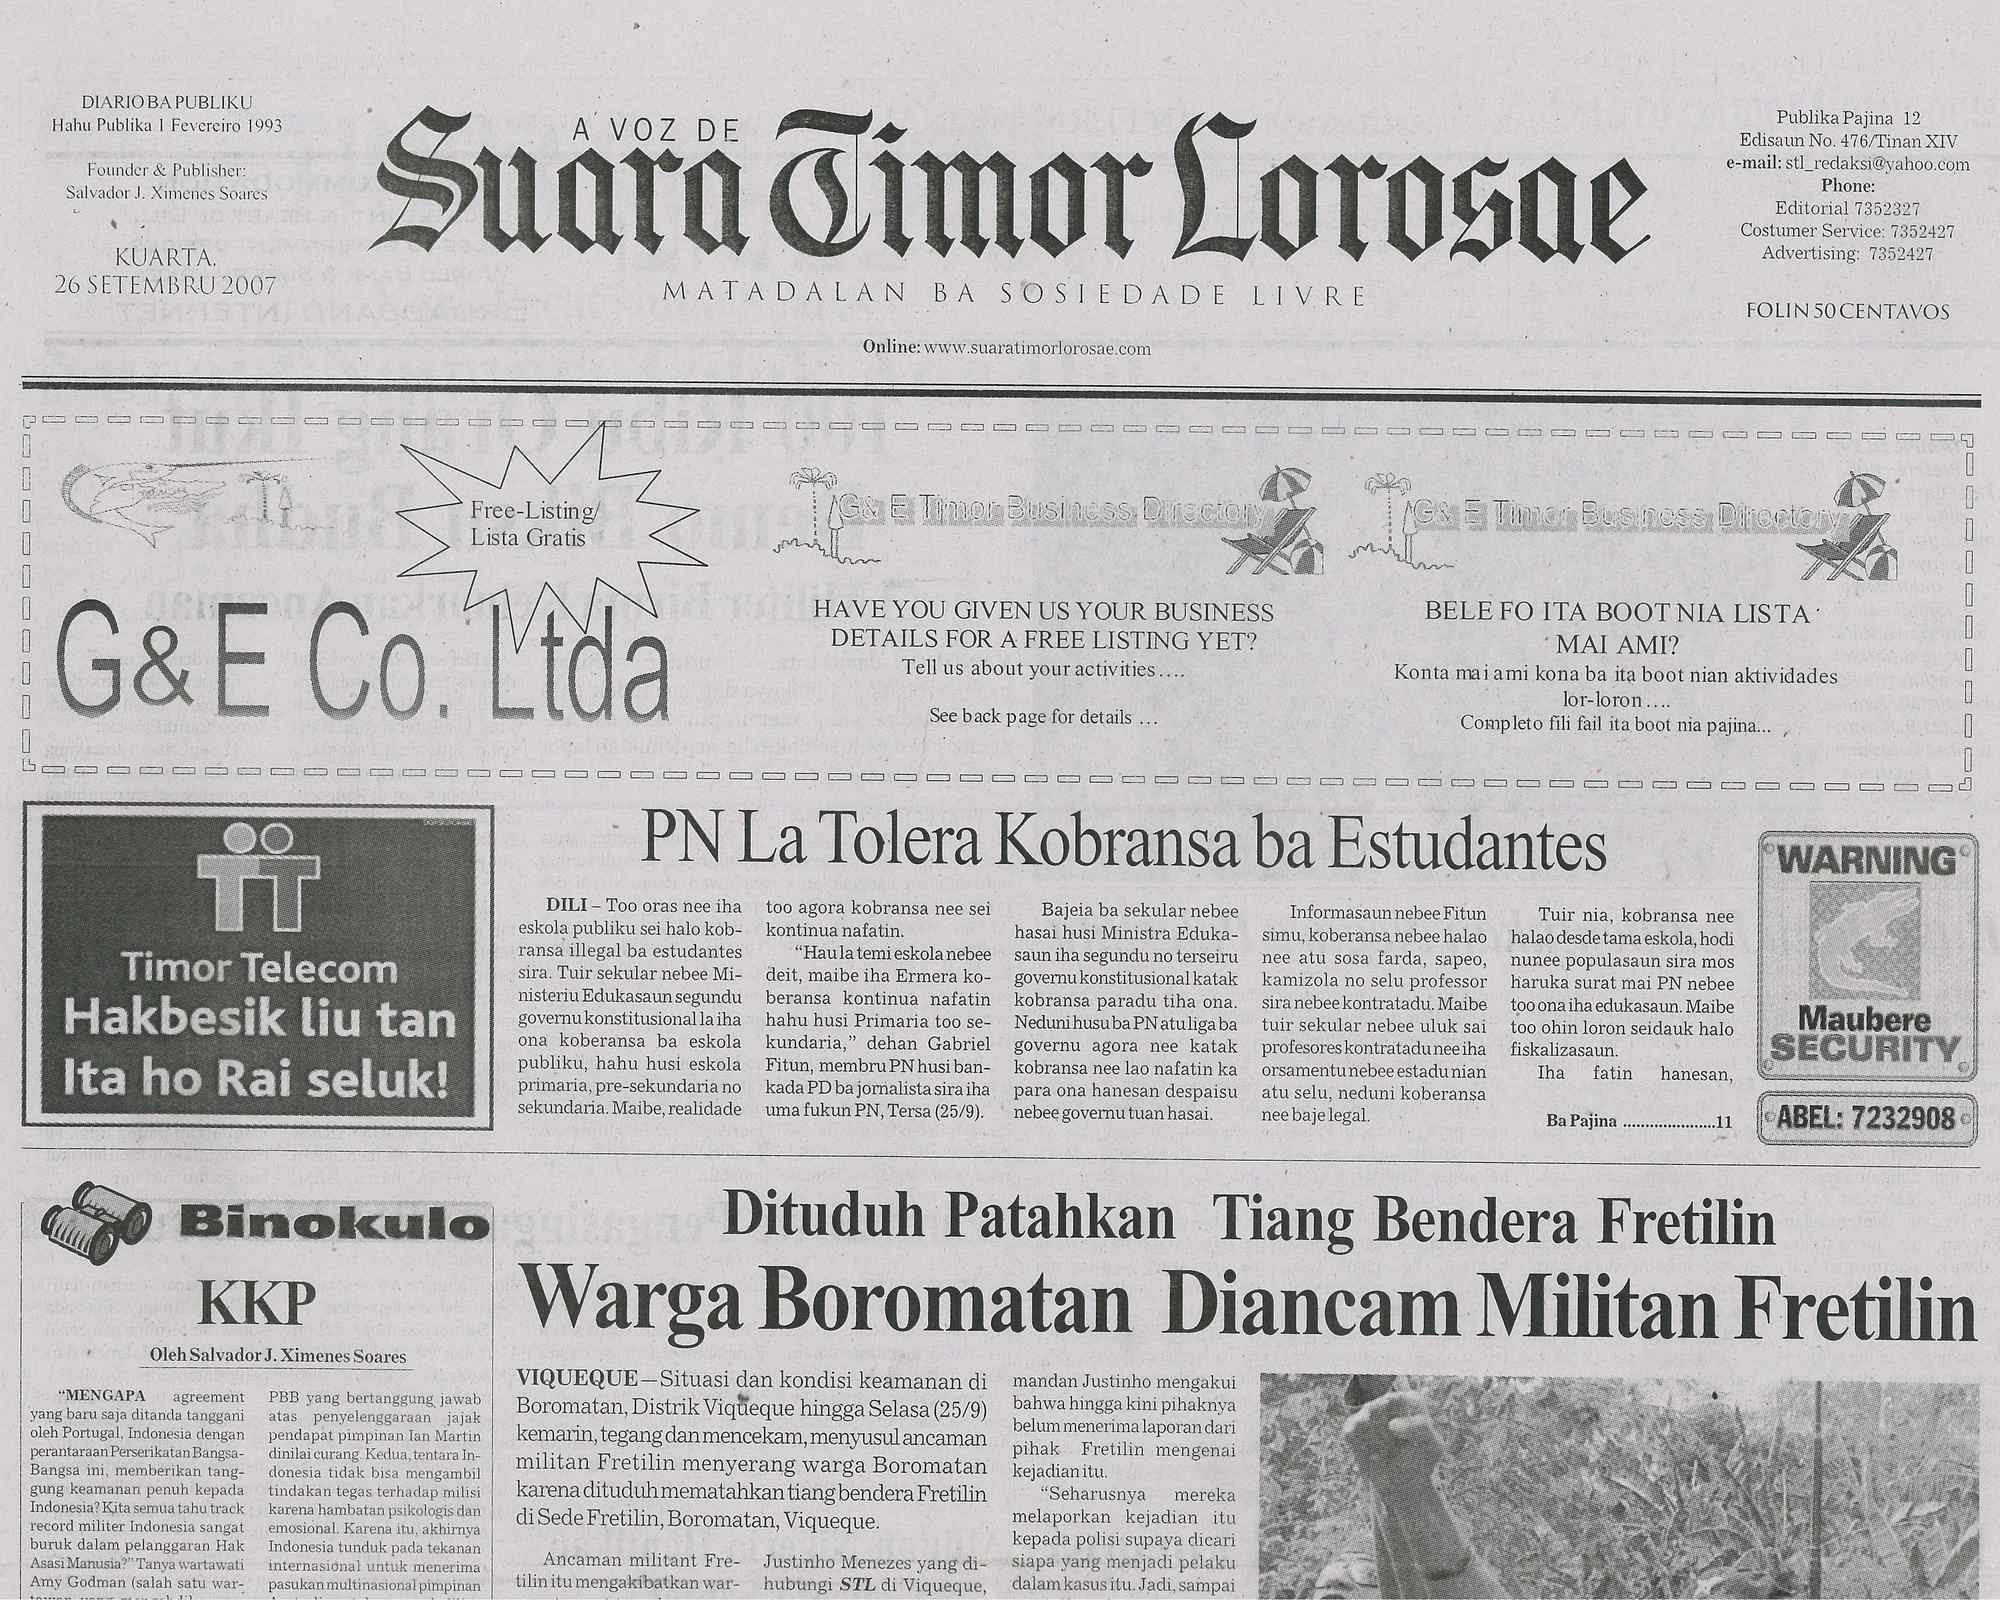 DIARIO BA PUBLIKU
Hahu Publika 1 Fevereiro 1993
Founder & Publisher:
Salvador J. Ximenes Soares
KUARTA,
26 SETEMBRU 2007
A VOZ DE
Suara Timor Lorosae
MATADALAN BA SOSIEDADE LIVRE
Online: www.suaratimorlorosae.com
Publika Pajina 12
Edisaun No. 476/Tinan XIV
e-mail: stl_redaksi@yahoo.com
Phone:
Editorial 7352327
Costumer Service: 7352427
Advertising: 7352427
FOLIN 50 CENTAVOS
Free-Listing/
Lista Gratis
G&E Co. Ltda
G& E Timor Business Directory
HAVE YOU GIVEN US YOUR BUSINESS
DETAILS FOR A FREE LISTING YET?
Tell us about your activities....
See back page for details ...
G& E Timor Business Directory
BELE FO ITA BOOT NIA LISTA
MAI AMI?
Konta mai ami kona ba ita boot nian aktividades
lor-loron ....
Completo fili fail ita boot nia pajina...
Timor Telecom
Hakbesik liu tan
Ita ho Rai seluk!
PN La Tolera Kobransa ba Estudantes
DILI – Too oras nee iha
eskola publiku sei halo kob-
ransa illegal ba estudantes
sira. Tuir sekular nebee Mi-
nisteriu Edukasaun segundu
governu konstitusional la iha
ona koberansa ba eskola
publiku, hahu husi eskola
primaria, pre-sekundaria no
sekundaria. Maibe, realidade
too agora kobransa nee sei
kontinua nafatin.
“Hau la temi eskola nebee
deit, maibe iha Ermera ko-
beransa kontinua nafatin
hahu husi Primaria too se-
kundaria,” dehan Gabriel
Fitun, membru PN husi ban-
kada PD ba jornalista sira iha
uma fukun PN, Tersa (25/9).
Bajeia ba sekular nebee
hasai husi Ministra Eduka-
saun iha segundu no terseiru
governu konstitusional katak
kobransa paradu tiha ona.
Neduni husu ba PN atu liga ba
governu agora nee katak
kobransa nee lao nafatin ka
para ona hanesan despaisu
nebee governu tuan hasai.
Informasaun nebee Fitun
simu, koberansa nebee halao
nee atu sosa farda, sapeo,
kamizola no selu professor
sira nebee kontratadu. Maibe
tuir sekular nebee uluk sai
profesores kontratadu nee iha
orsamentu nebee estadu nian
atu selu, neduni koberansa
nee baje legal.
Tuir nia, kobransa nee
halao desde tama eskola, hodi
nunee populasaun sira mos
haruka surat mai PN nebee
too ona iha edukasaun. Maibe
too ohin loron seidauk halo
fiskalizasaun.
Iha fatin hanesan,
Ba Pajina .....................11
WARNING
Maubere
SECURITY
ABEL: 7232908
Binokulo
KKP
Oleh Salvador J. Ximenes Soares
“MENGAPA agreement
yang baru saja ditanda tanggani
oleh Portugal, Indonesia dengan
perantaraan Perserikatan Bangsa-
Bangsa ini, memberikan tang-
gung keamanan penuh kepada
Indonesia? Kita semua tahu track
record militer Indonesia sangat
buruk dalam pelanggaran Hak
Asasi Manusia?” Tanya wartawati
Amy Godman (salah satu war-
PBB yang bertanggung jawab
atas penyelenggaraan jajak
pendapat pimpinan Ian Martin
dinilai curang. Kedua, tentara In-
donesia tidak bisa mengambil
tindakan tegas terhadap milisi
karena hambatan psikologis dan
emosional. Karena itu, akhirnya
Indonesia tunduk pada tekanan
internasional untuk menerima
pasukan multinasional pimpinan
Dituduh Patahkan Tiang Bendera Fretilin
Warga Boromatan Diancam Militan Fretilin
VIQUEQUE – Situasi dan kondisi keamanan di
Boromatan, Distrik Viqueque hingga Selasa (25/9)
kemarin, tegang dan mencekam, menyusul ancaman
militan Fretilin menyerang warga Boromatan
karena dituduh mematahkan tiang bendera Fretilin
di Sede Fretilin, Boromatan, Viqueque.
Ancaman militant Fre-
tilin itu mengakibatkan war-
Justinho Menezes yang di-
hubungi STL di Viqueque,
mandan Justinho mengakui
bahwa hingga kini pihaknya
belum menerima laporan dari
pihak Fretilin mengenai
kejadian itu.
“Seharusnya mereka
melaporkan kejadian itu
kepada polisi supaya dicari
siapa yang menjadi pelaku
dalam kasus itu. Jadi, sampai